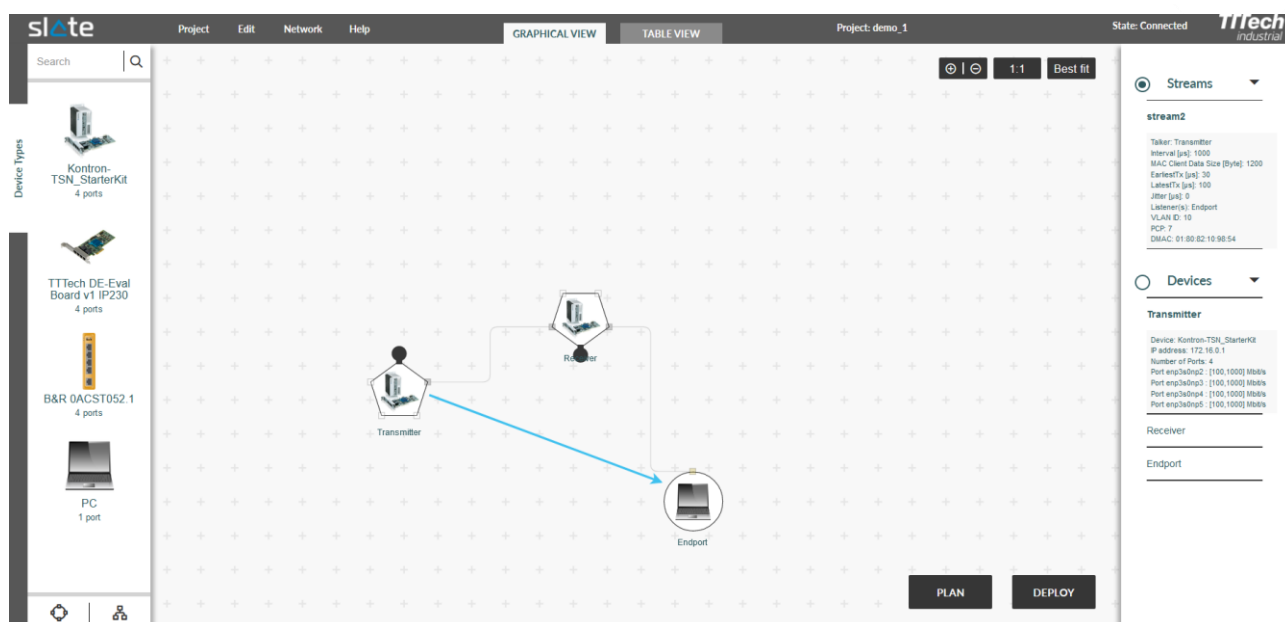 slate
Project
Edit
Network
Help
GRAPHICAL VIEW
TABLE VIEW
Project: demo_1
State: Connected
TTTech
industrial
Search
Device Types
Kontron-
TSN_StarterKit
4 ports
TTTech DE-Eval
Board v1 IP230
4 ports
B&R 0ACST052.1
4 ports
PC
1 port
1:1
Best fit
Receiver
Transmitter
Endport
PLAN
DEPLOY
Streams
stream2
Talker: Transmitter
Interval [µs]: 1000
MAC Client Data Size [Byte]: 1200
EarliestTx [µs]: 30
LatestTx [µs]: 100
Jitter [µs]: 0
Listener(s): Endport
VLAN ID: 10
PCP: 7
DMAC: 01:80:82:10:98:54
Devices
Transmitter
Device: Kontron-TSN_StarterKit
IP address: 172.16.0.1
Number of Ports: 4
Port enp3s0np2 : [100,1000] Mbit/s
Port enp3s0np3 : [100,1000] Mbit/s
Port enp3s0np4 : [100,1000] Mbit/s
Port enp3s0np5 : [100,1000] Mbit/s
Receiver
Endport